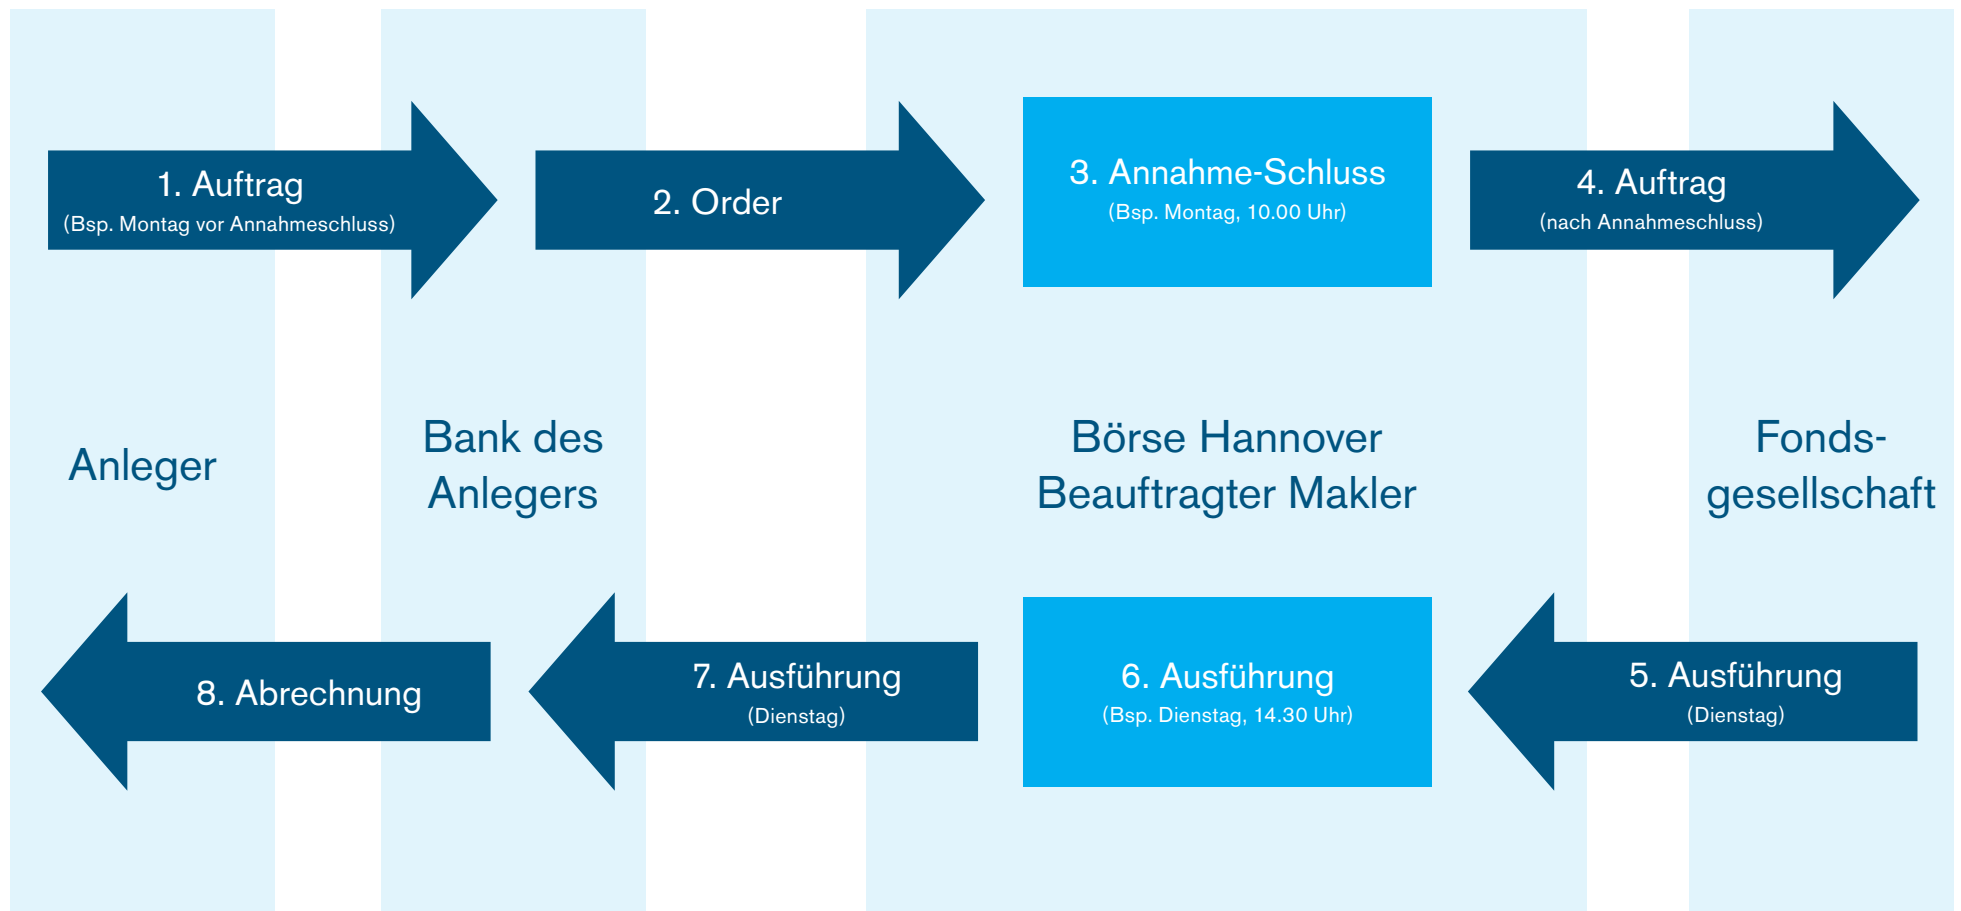 1. Auftrag
(Bsp. Montag vor Annahmeschluss)
2. Order
3. Annahme-Schluss
(Bsp. Montag, 10.00 Uhr)
4. Auftrag
(nach Annahmeschluss)
Anleger
Bank des
Anlegers
Börse Hannover
Beauftragter Makler
Fonds-
gesellschaft
8. Abrechnung
7. Ausführung
(Dienstag)
6. Ausführung
(Bsp. Dienstag, 14.30 Uhr)
5. Ausführung
(Dienstag)